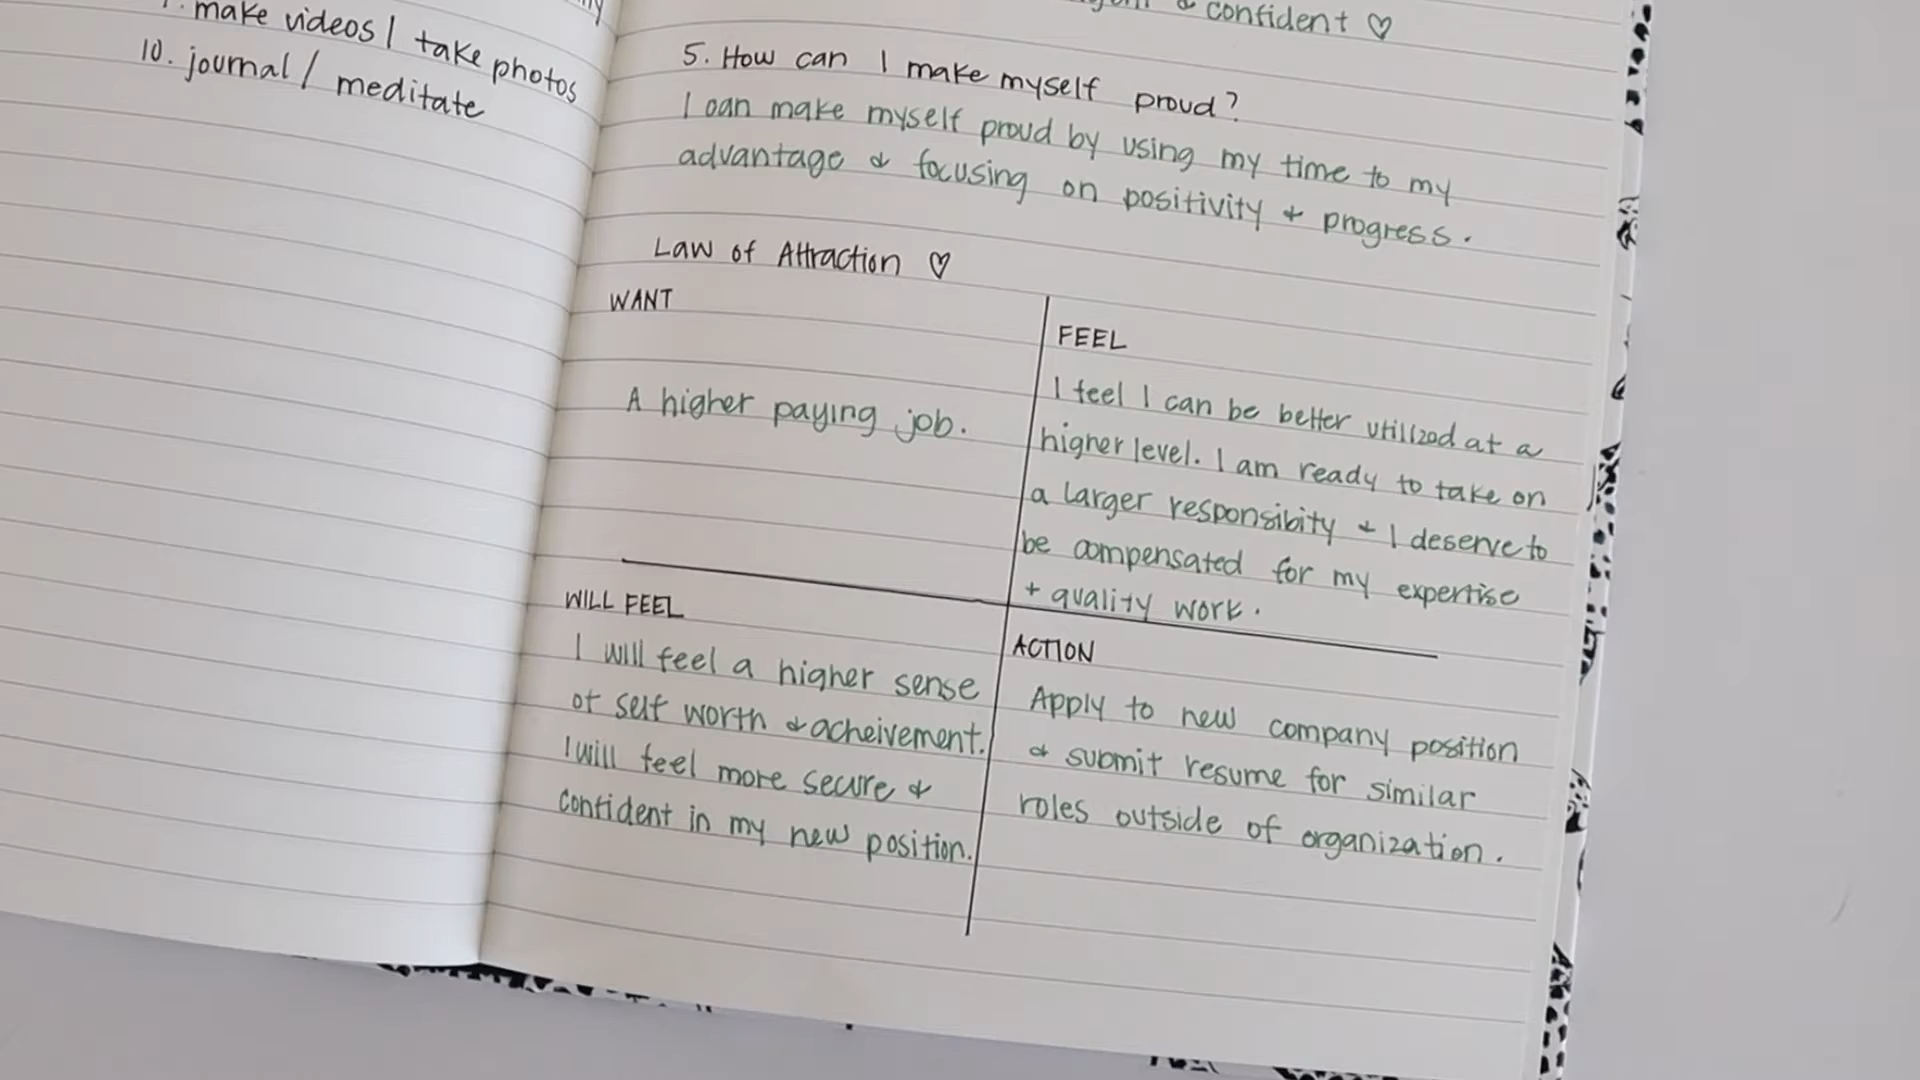 make videos / take photos
10. journal / meditate
& confident ♡
5. How can I make myself proud?
I can make myself proud by using my time to my
advantage & focusing on positivity & progress.
Law of Attraction ♡
WANT
A higher paying job.
FEEL
I feel I can be better utilized at a
higher level. I am ready to take on
a larger responsibity & I deserve to
be compensated for my expertise
+ quality work.
WILL FEEL
I will feel a higher sense
of self worth & acheivement.
I will feel more secure &
confident in my new position.
ACTION
Apply to new company position
& submit resume for similar
roles outside of organization.